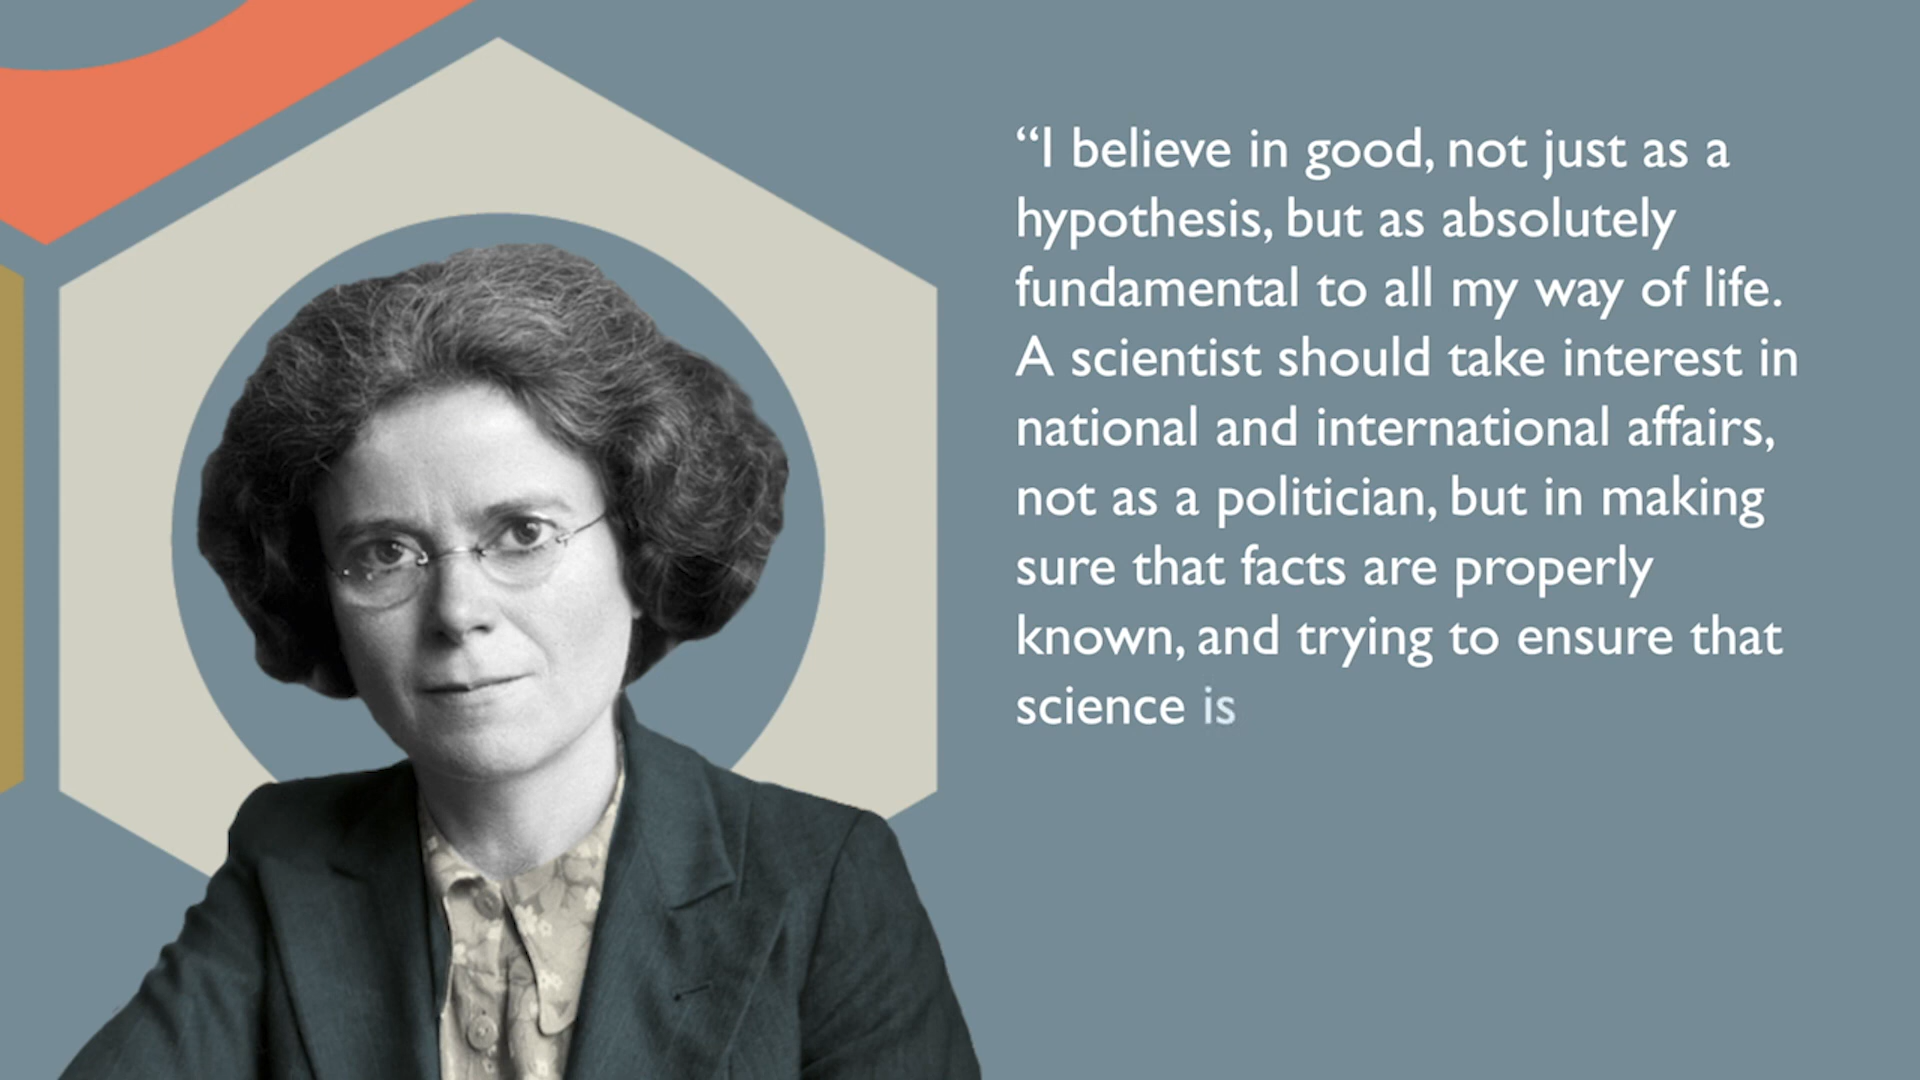 “I believe in good, not just as a
hypothesis, but as absolutely
fundamental to all my way of life.
A scientist should take interest in
national and international affairs,
not as a politician, but in making
sure that facts are properly
known, and trying to ensure that
science is